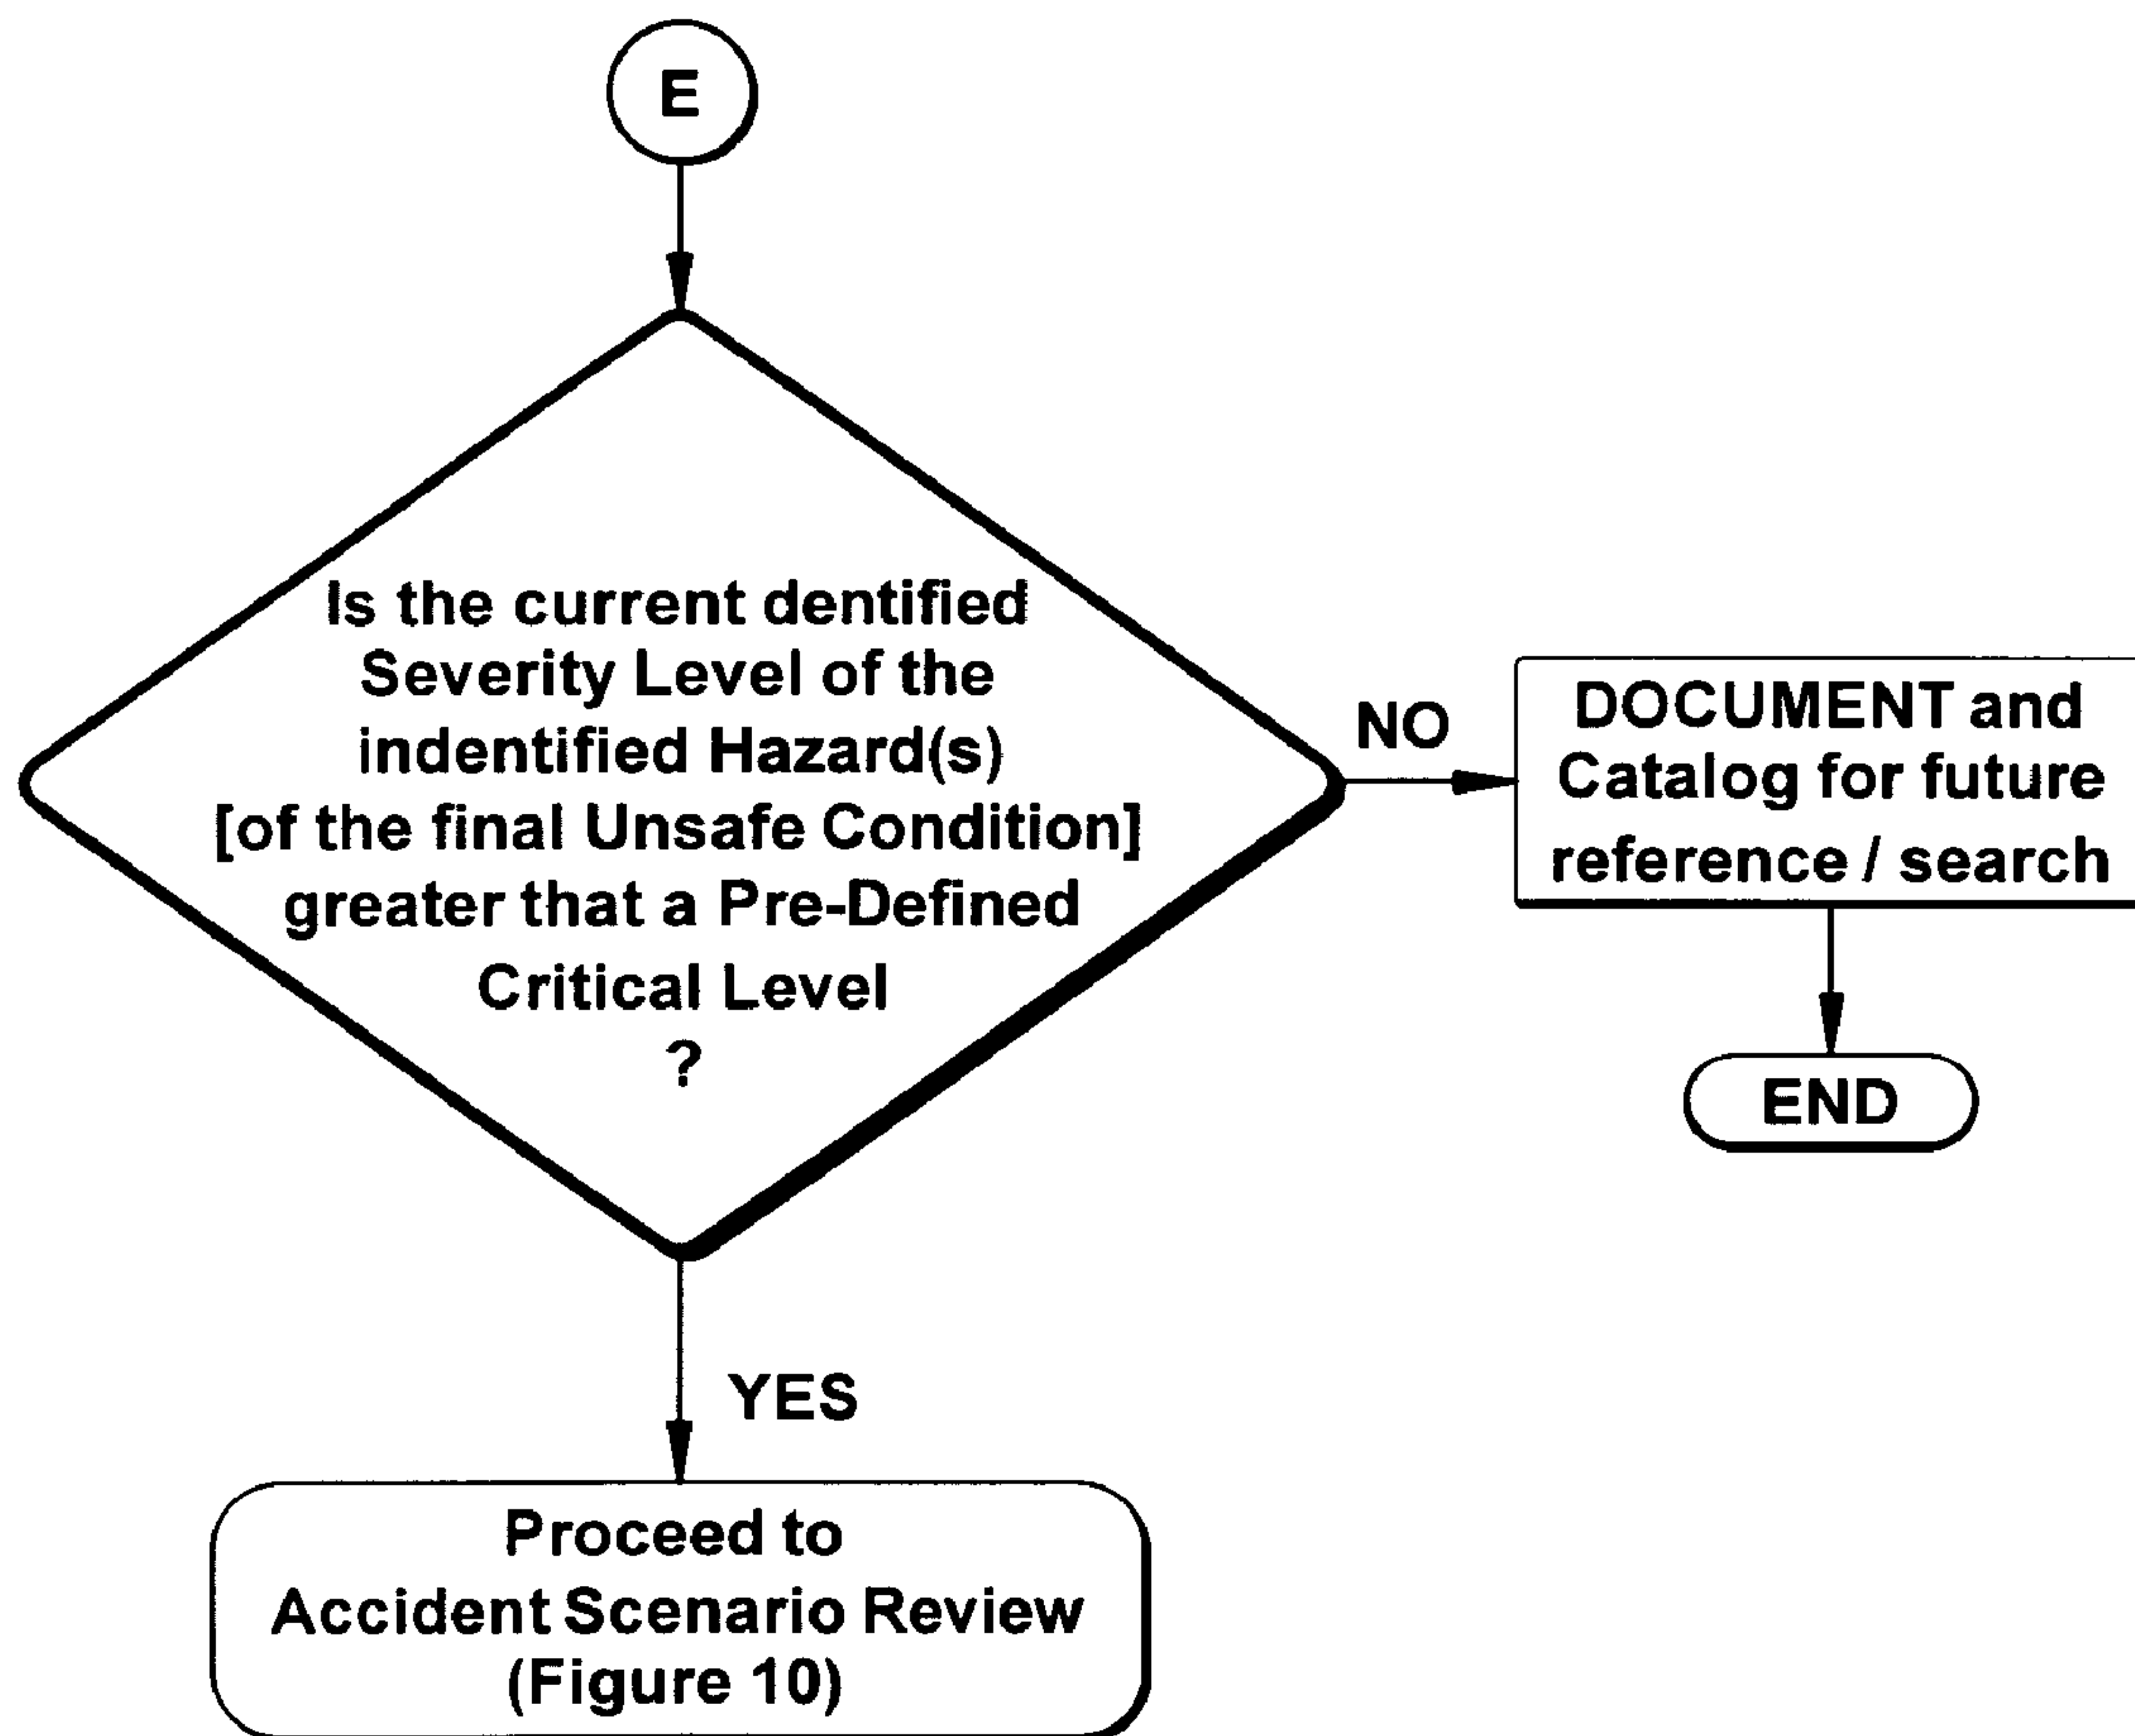 E
Is the current dentified
Severity Level of the
indentified Hazard(s)
[of the final Unsafe Condition]
greater that a Pre-Defined
Critical Level
?
NO
DOCUMENT and
Catalog for future
reference / search
END
YES
Proceed to
Accident Scenario Review
(Figure 10)